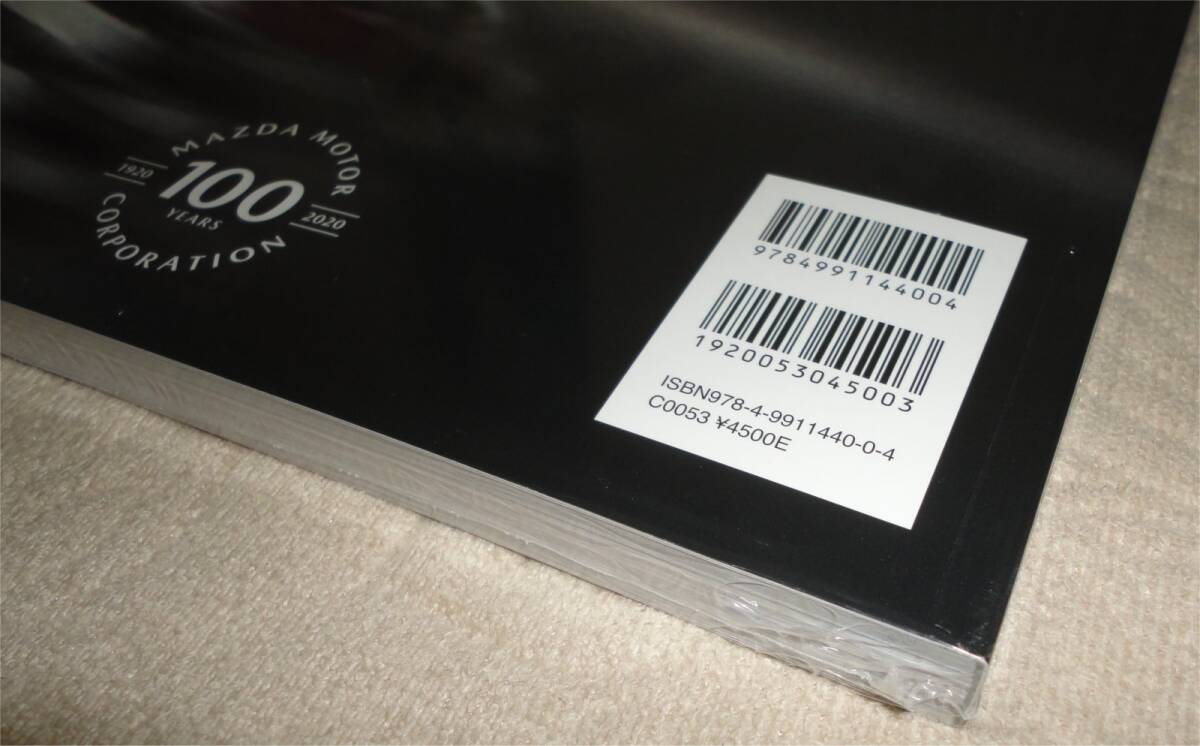 MAZDA MOTOR
1920
100
YEARS
2020
CORPORATION
9784991144004
1920053045003
ISBN978-4-9911440-0-4
C0053 ¥4500E